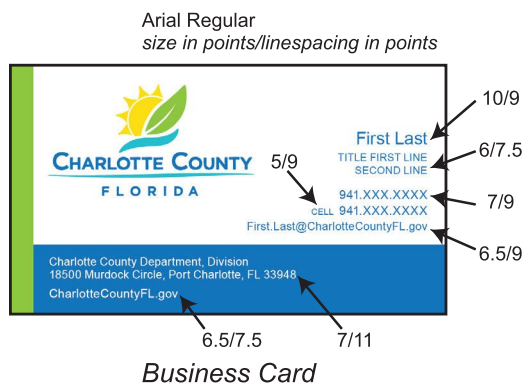 Arial Regular
size in points/linespacing in points
10/9
First Last
6/7.5
TITLE FIRST LINE
SECOND LINE
5/9
CHARLOTTE COUNTY
FLORIDA
941.XXX.XXXX
7/9
CELL 941.XXX.XXXX
First.Last@CharlotteCountyFL.gov
6.5/9
Charlotte County Department, Division
18500 Murdock Circle, Port Charlotte, FL 33948
CharlotteCountyFL.gov
6.5/7.5
7/11
Business Card